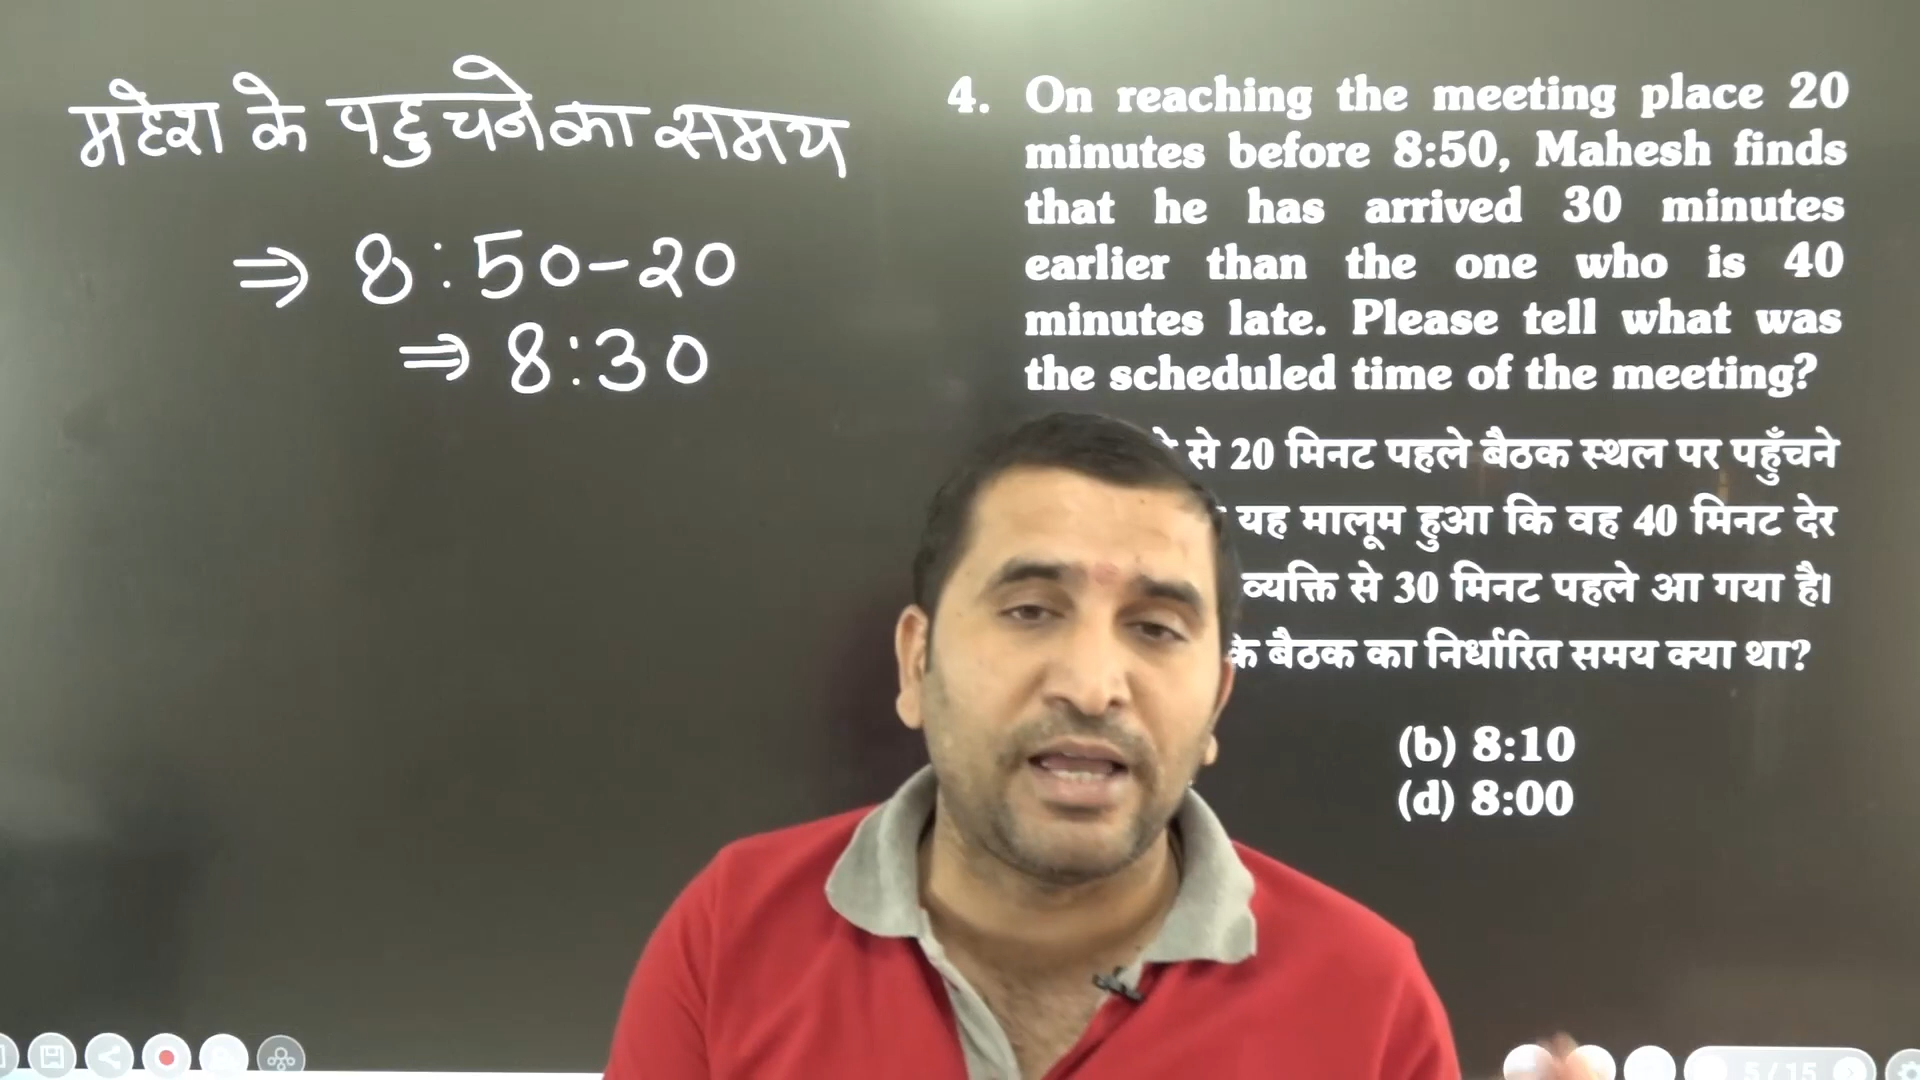 महेश के पहुचने का समय
⇒ 8:50-20
⇒ 8:30
4. On reaching the meeting place 20
minutes before 8:50, Mahesh finds
that he has arrived 30 minutes
earlier than the one who is 40
minutes late. Please tell what was
the scheduled time of the meeting?
से 20 मिनट पहले बैठक स्थल पर पहुँचने
यह मालूम हुआ कि वह 40 मिनट देर
व्यक्ति से 30 मिनट पहले आ गया है।
के बैठक का निर्धारित समय क्या था?
(b) 8:10
(d) 8:00
5/15